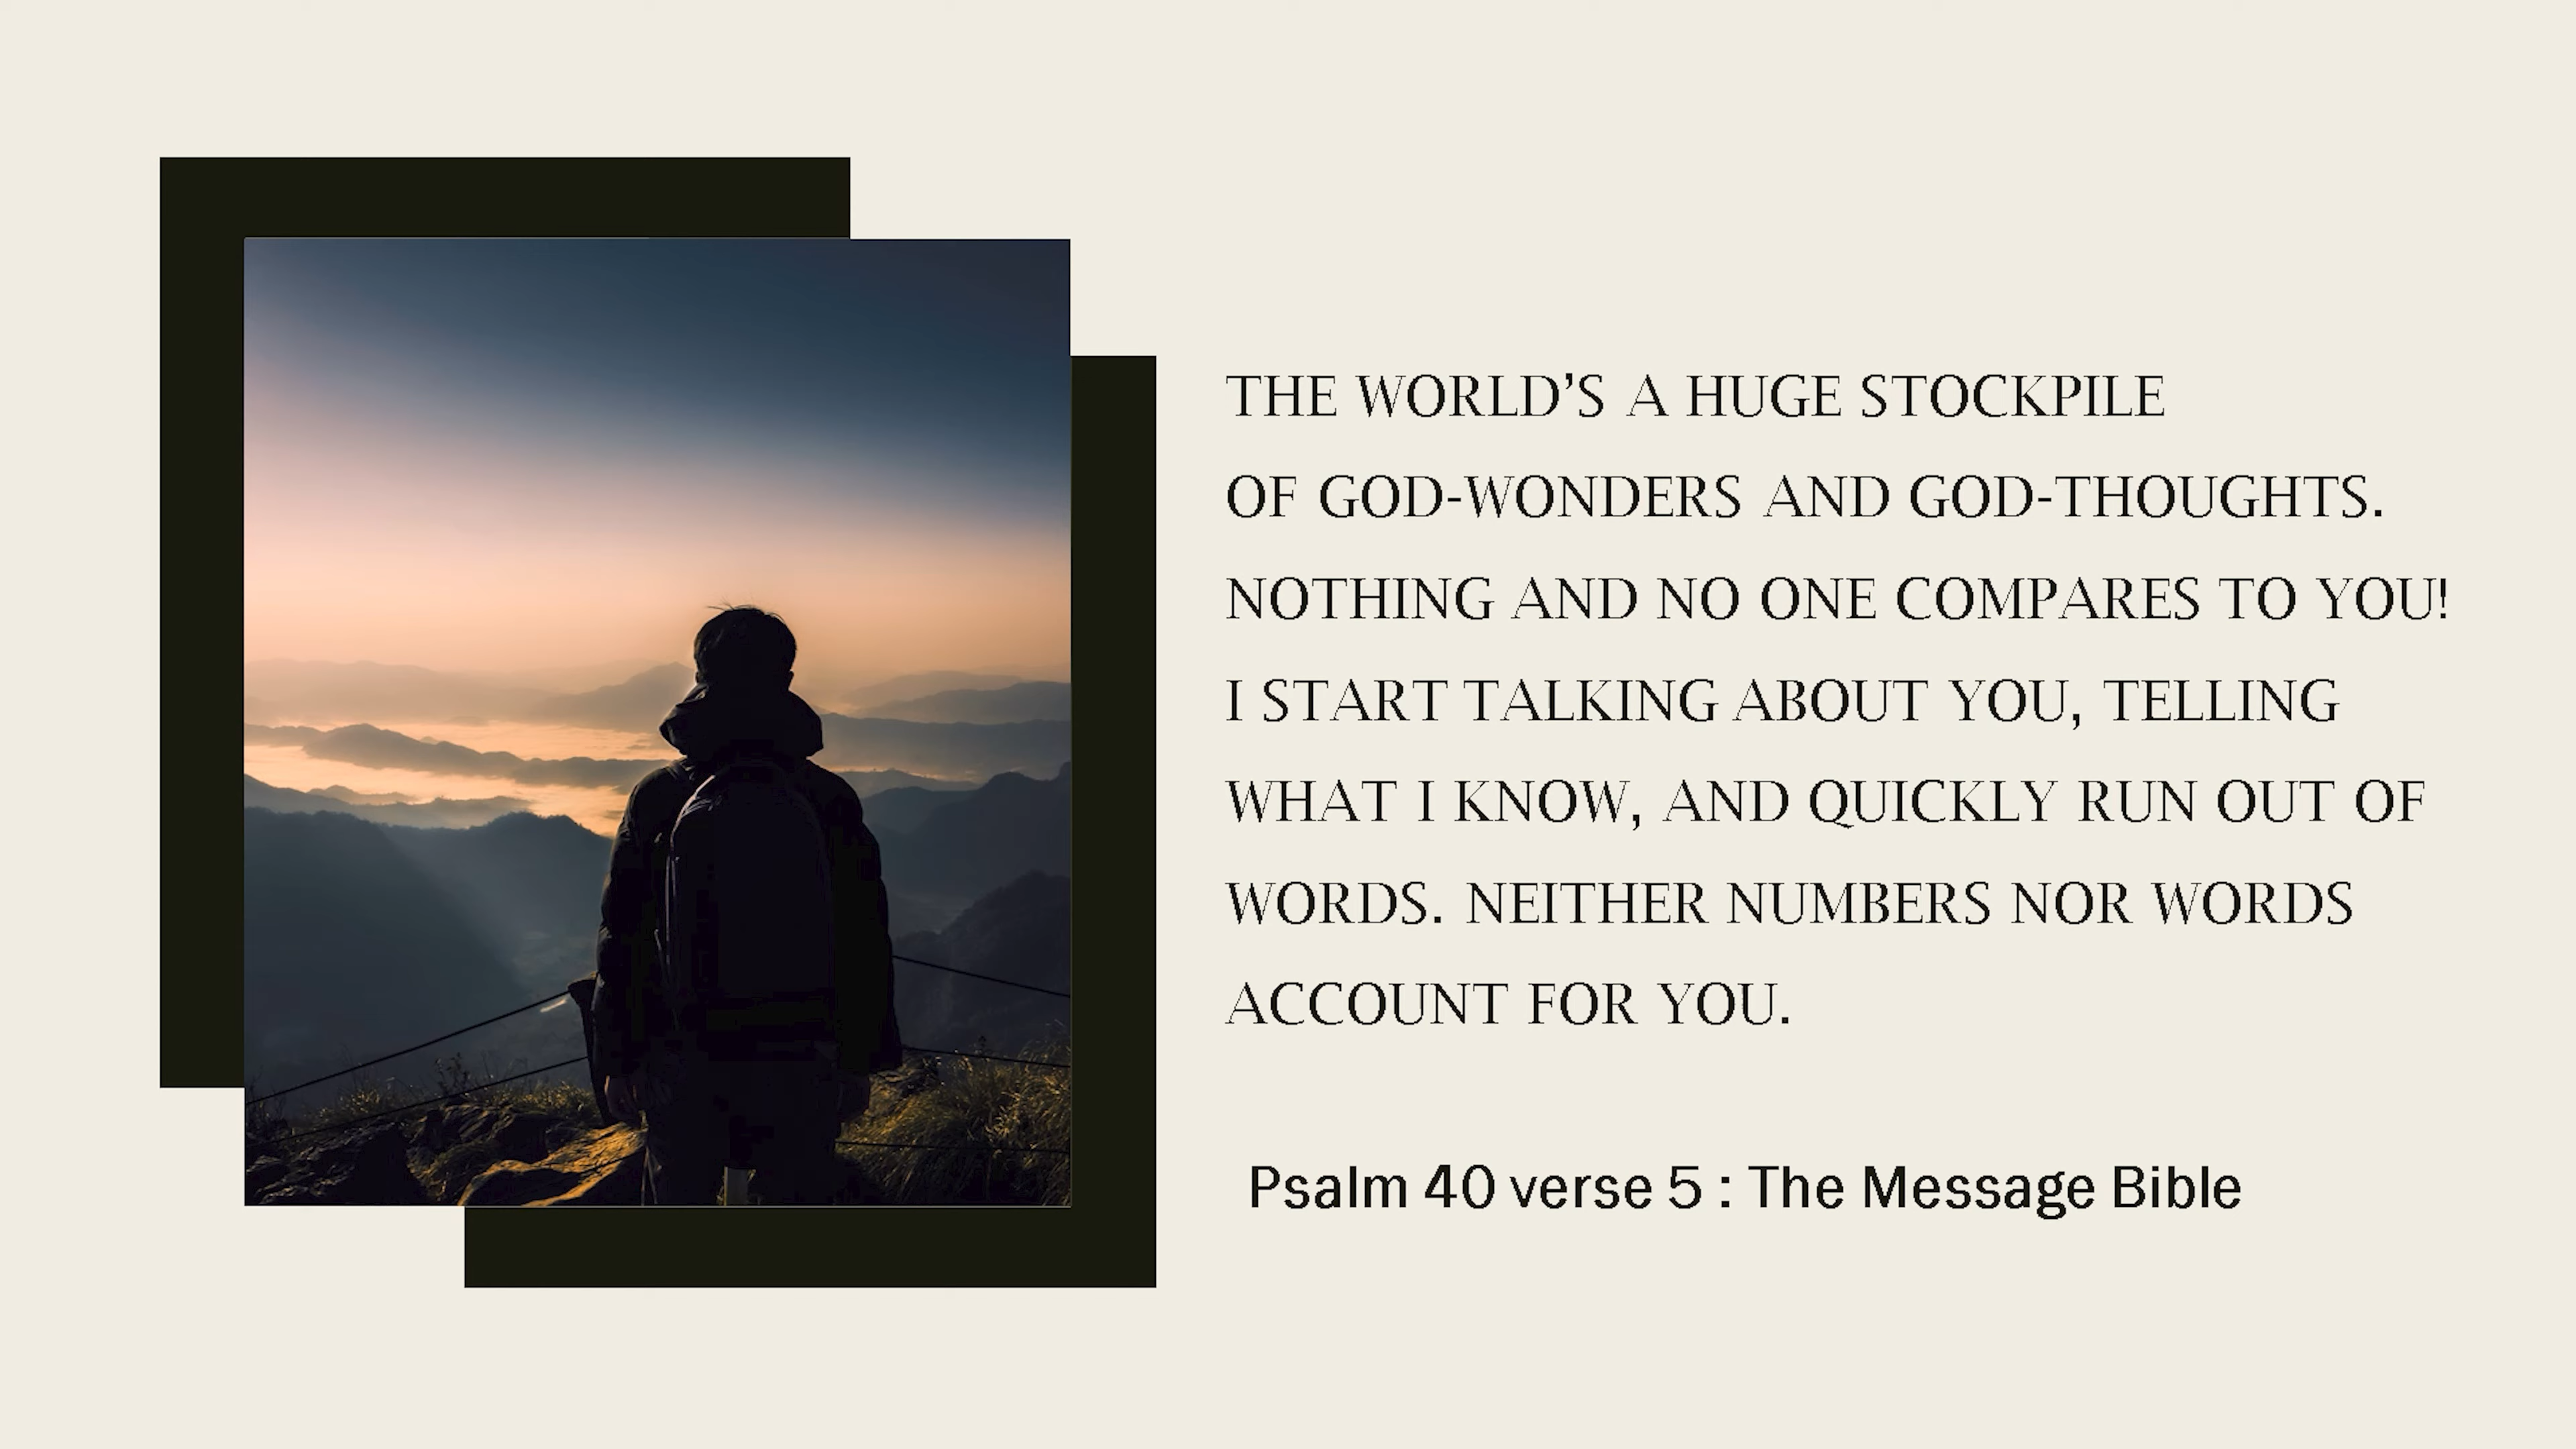 THE WORLD’S A HUGE STOCKPILE
OF GOD-WONDERS AND GOD-THOUGHTS.
NOTHING AND NO ONE COMPARES TO YOU!
I START TALKING ABOUT YOU, TELLING
WHAT I KNOW, AND QUICKLY RUN OUT OF
WORDS. NEITHER NUMBERS NOR WORDS
ACCOUNT FOR YOU.
Psalm 40 verse 5 : The Message Bible